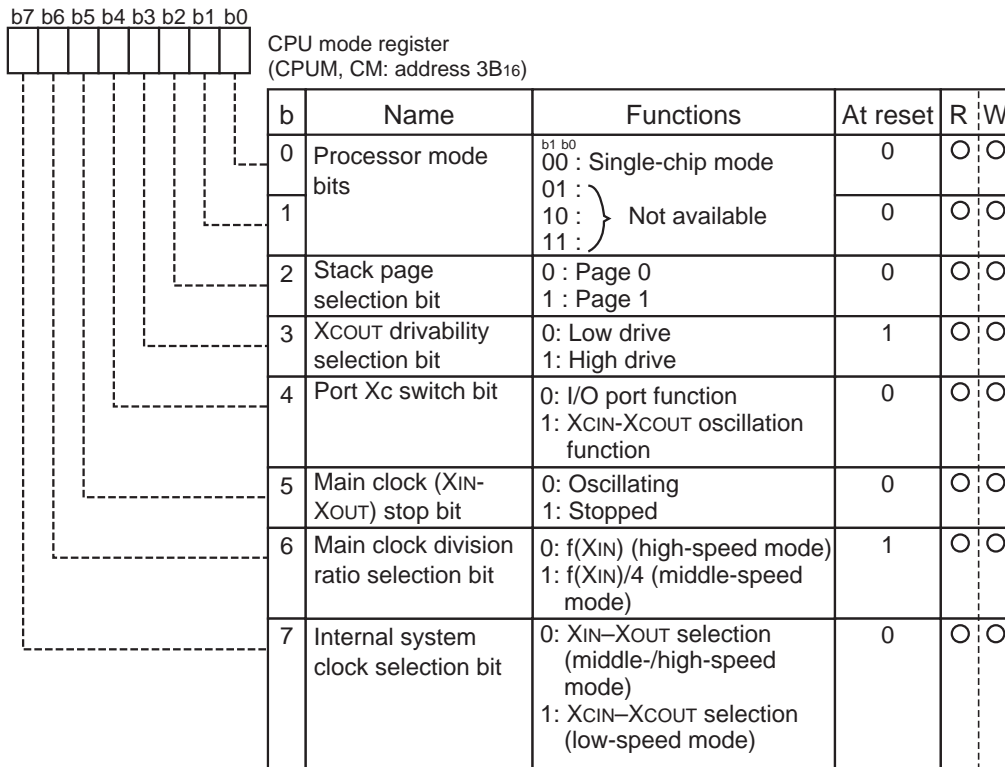 b7 b6 b5 b4 b3 b2 b1 b0
CPU mode register
(CPUM, CM: address 3B16)
b Name Functions At reset R W
0 Processor mode bits b1 b0
00 : Single-chip mode 0 O O
1 01 :
10 : Not available 0 O O
11 :
2 Stack page 0 : Page 0 0 O O
selection bit 1 : Page 1
3 XCOUT drivability 0: Low drive 1 O O
selection bit 1: High drive
4 Port Xc switch bit 0: I/O port function 0 O O
1: XCIN-XCOUT oscillation
function
5 Main clock (XIN- 0: Oscillating 0 O O
XOUT) stop bit 1: Stopped
6 Main clock division 0: f(XIN) (high-speed mode) 1 O O
ratio selection bit 1: f(XIN)/4 (middle-speed
mode)
7 Internal system 0: XIN–XOUT selection 0 O O
clock selection bit (middle-/high-speed
mode)
1: XCIN–XCOUT selection
(low-speed mode)